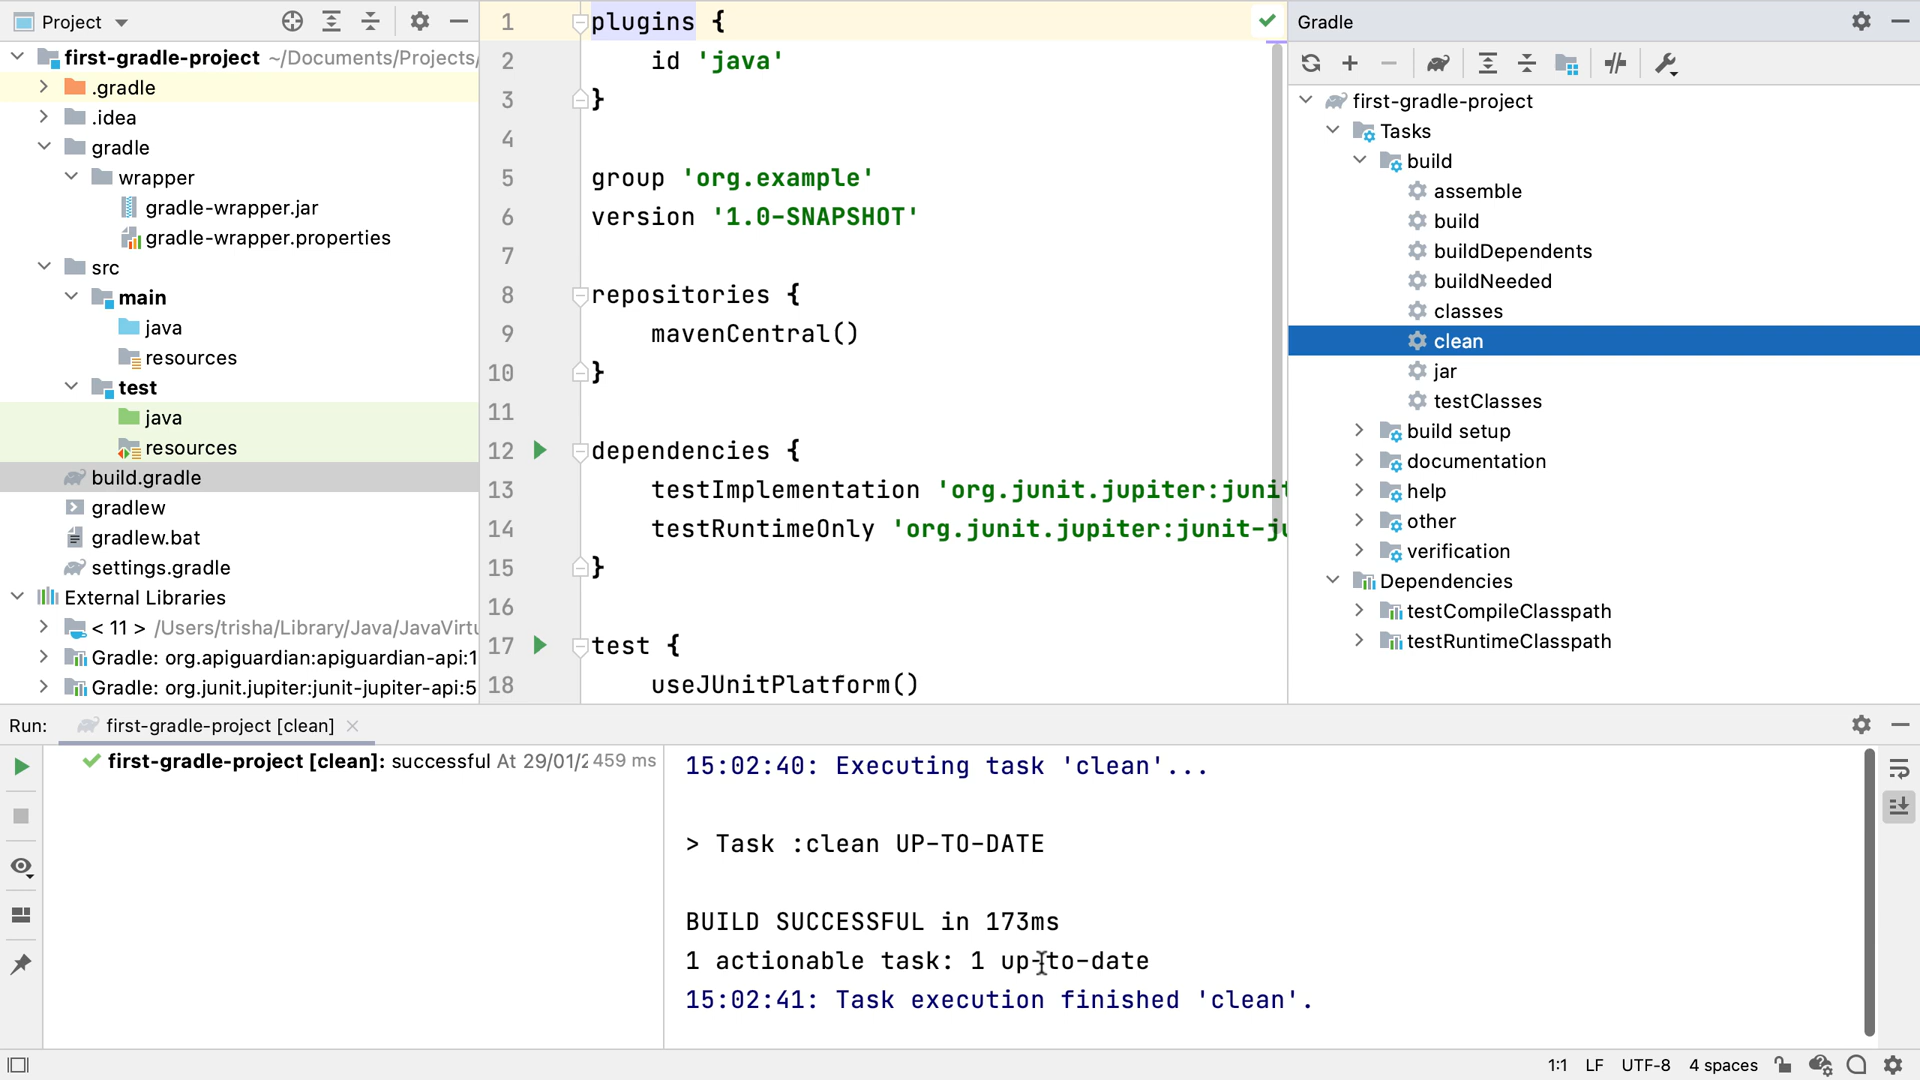 Project
first-gradle-project ~/Documents/Projects/
.gradle
.idea
gradle
wrapper
gradle-wrapper.jar
gradle-wrapper.properties
src
main
java
resources
test
java
resources
build.gradle
gradlew
gradlew.bat
settings.gradle
External Libraries
< 11 > /Users/trisha/Library/Java/JavaVirtu
Gradle: org.apiguardian:apiguardian-api:1
Gradle: org.junit.jupiter:junit-jupiter-api:5
1 plugins {
2     id 'java'
3 }
4
5 group 'org.example'
6 version '1.0-SNAPSHOT'
7
8 repositories {
9     mavenCentral()
10 }
11
12 dependencies {
13     testImplementation 'org.junit.jupiter:junit
14     testRuntimeOnly 'org.junit.jupiter:junit-ju
15 }
16
17 test {
18     useJUnitPlatform()
Gradle
first-gradle-project
Tasks
build
assemble
build
buildDependents
buildNeeded
classes
clean
jar
testClasses
build setup
documentation
help
other
verification
Dependencies
testCompileClasspath
testRuntimeClasspath
Run: first-gradle-project [clean]
first-gradle-project [clean]: successful At 29/01/2 459 ms
15:02:40: Executing task 'clean'...
> Task :clean UP-TO-DATE
BUILD SUCCESSFUL in 173ms
1 actionable task: 1 up-to-date
15:02:41: Task execution finished 'clean'.
1:1 LF UTF-8 4 spaces